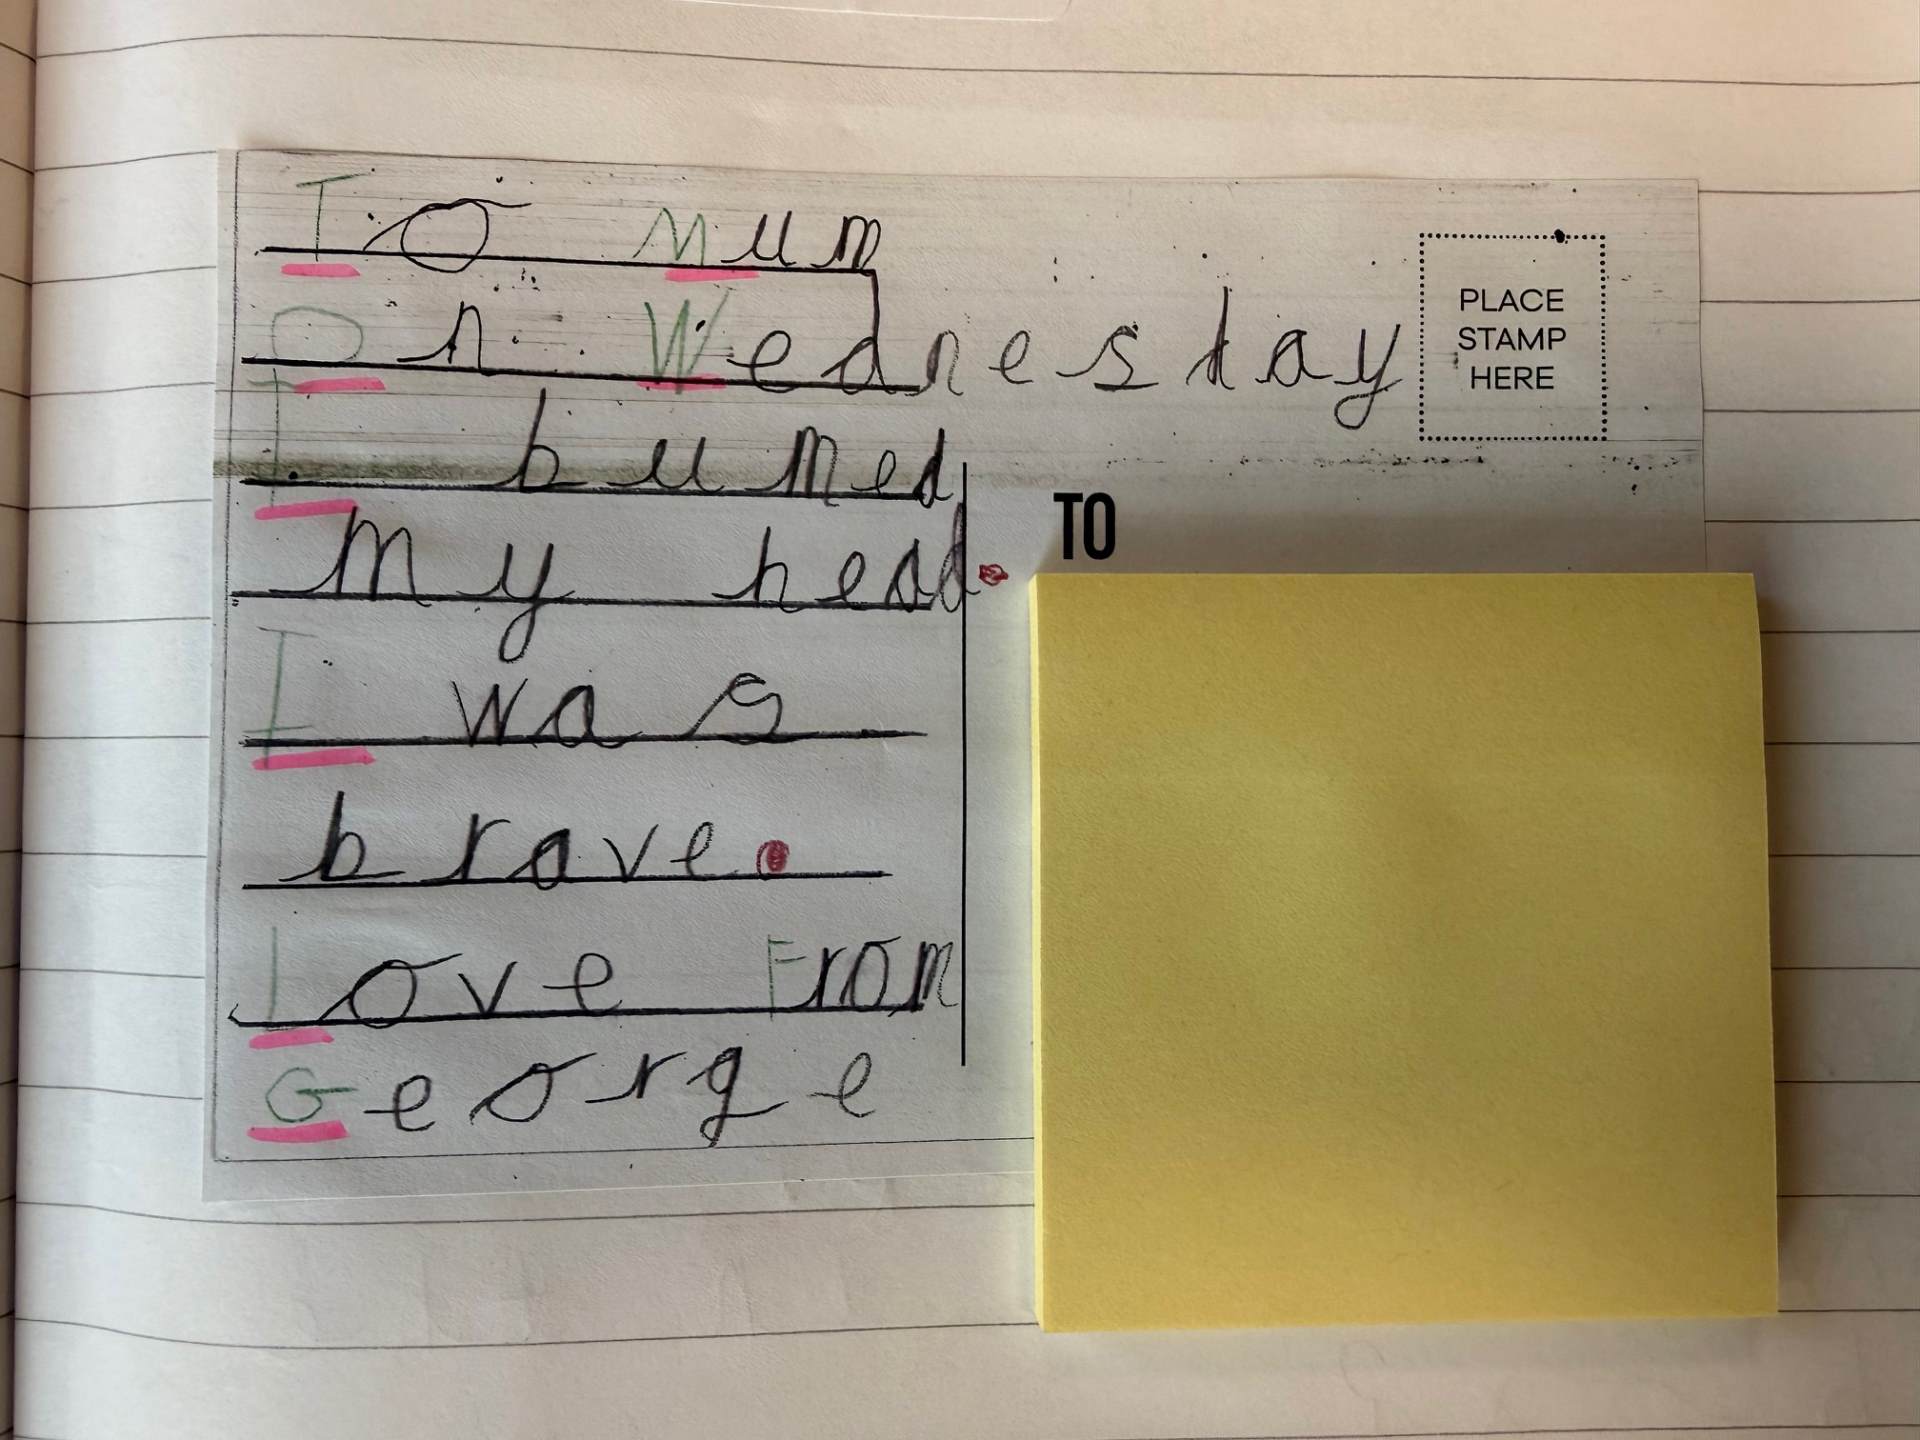 To Mum
On Wednesday
PLACE
STAMP
HERE
I bumed
my head.
TO
I was
brave.
Love From
George